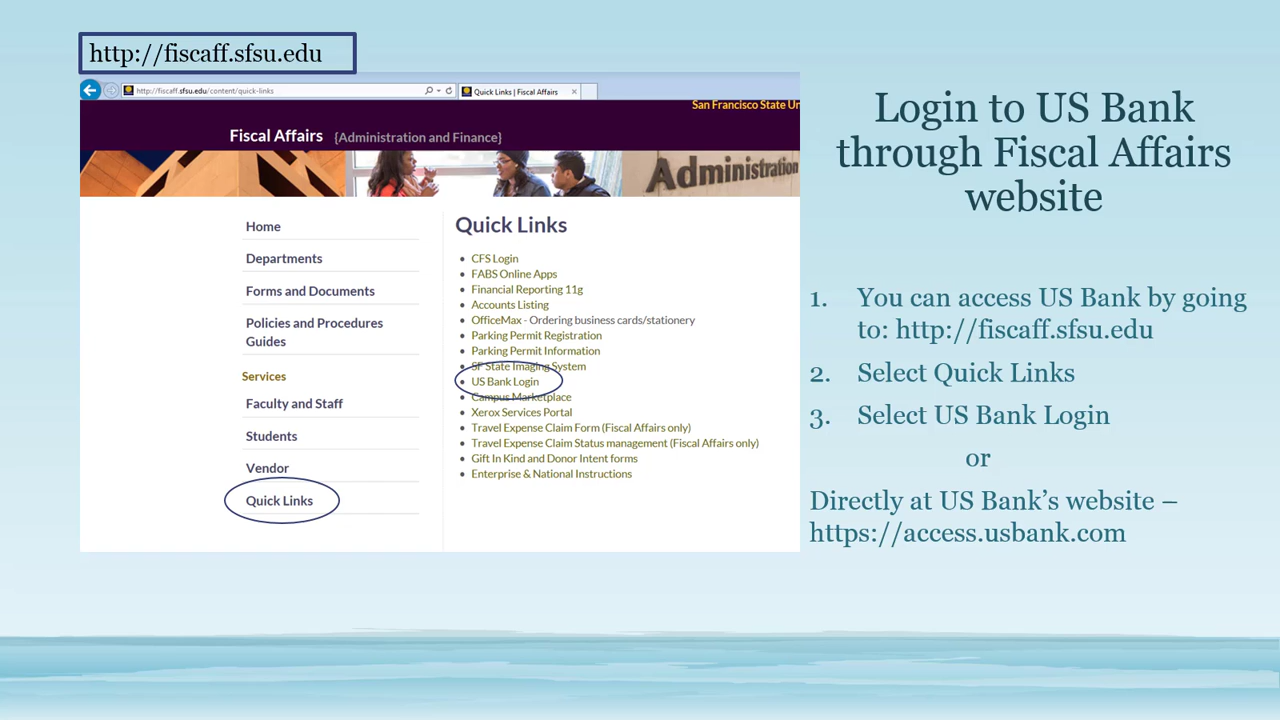 http://fiscaff.sfsu.edu
http://fiscaff.sfsu.edu/content/quick-links
Quick Links | Fiscal Affairs
San Francisco State Un
Fiscal Affairs {Administration and Finance}
Administration
Home
Departments
Forms and Documents
Policies and Procedures
Guides
Services
Faculty and Staff
Students
Vendor
Quick Links
Quick Links
• CFS Login
• FABS Online Apps
• Financial Reporting 11g
• Accounts Listing
• OfficeMax - Ordering business cards/stationery
• Parking Permit Registration
• Parking Permit Information
• SF State Imaging System
• US Bank Login
• Campus Marketplace
• Xerox Services Portal
• Travel Expense Claim Form (Fiscal Affairs only)
• Travel Expense Claim Status management (Fiscal Affairs only)
• Gift In Kind and Donor Intent forms
• Enterprise & National Instructions
Login to US Bank
through Fiscal Affairs
website
1. You can access US Bank by going
to: http://fiscaff.sfsu.edu
2. Select Quick Links
3. Select US Bank Login
or
Directly at US Bank’s website –
https://access.usbank.com